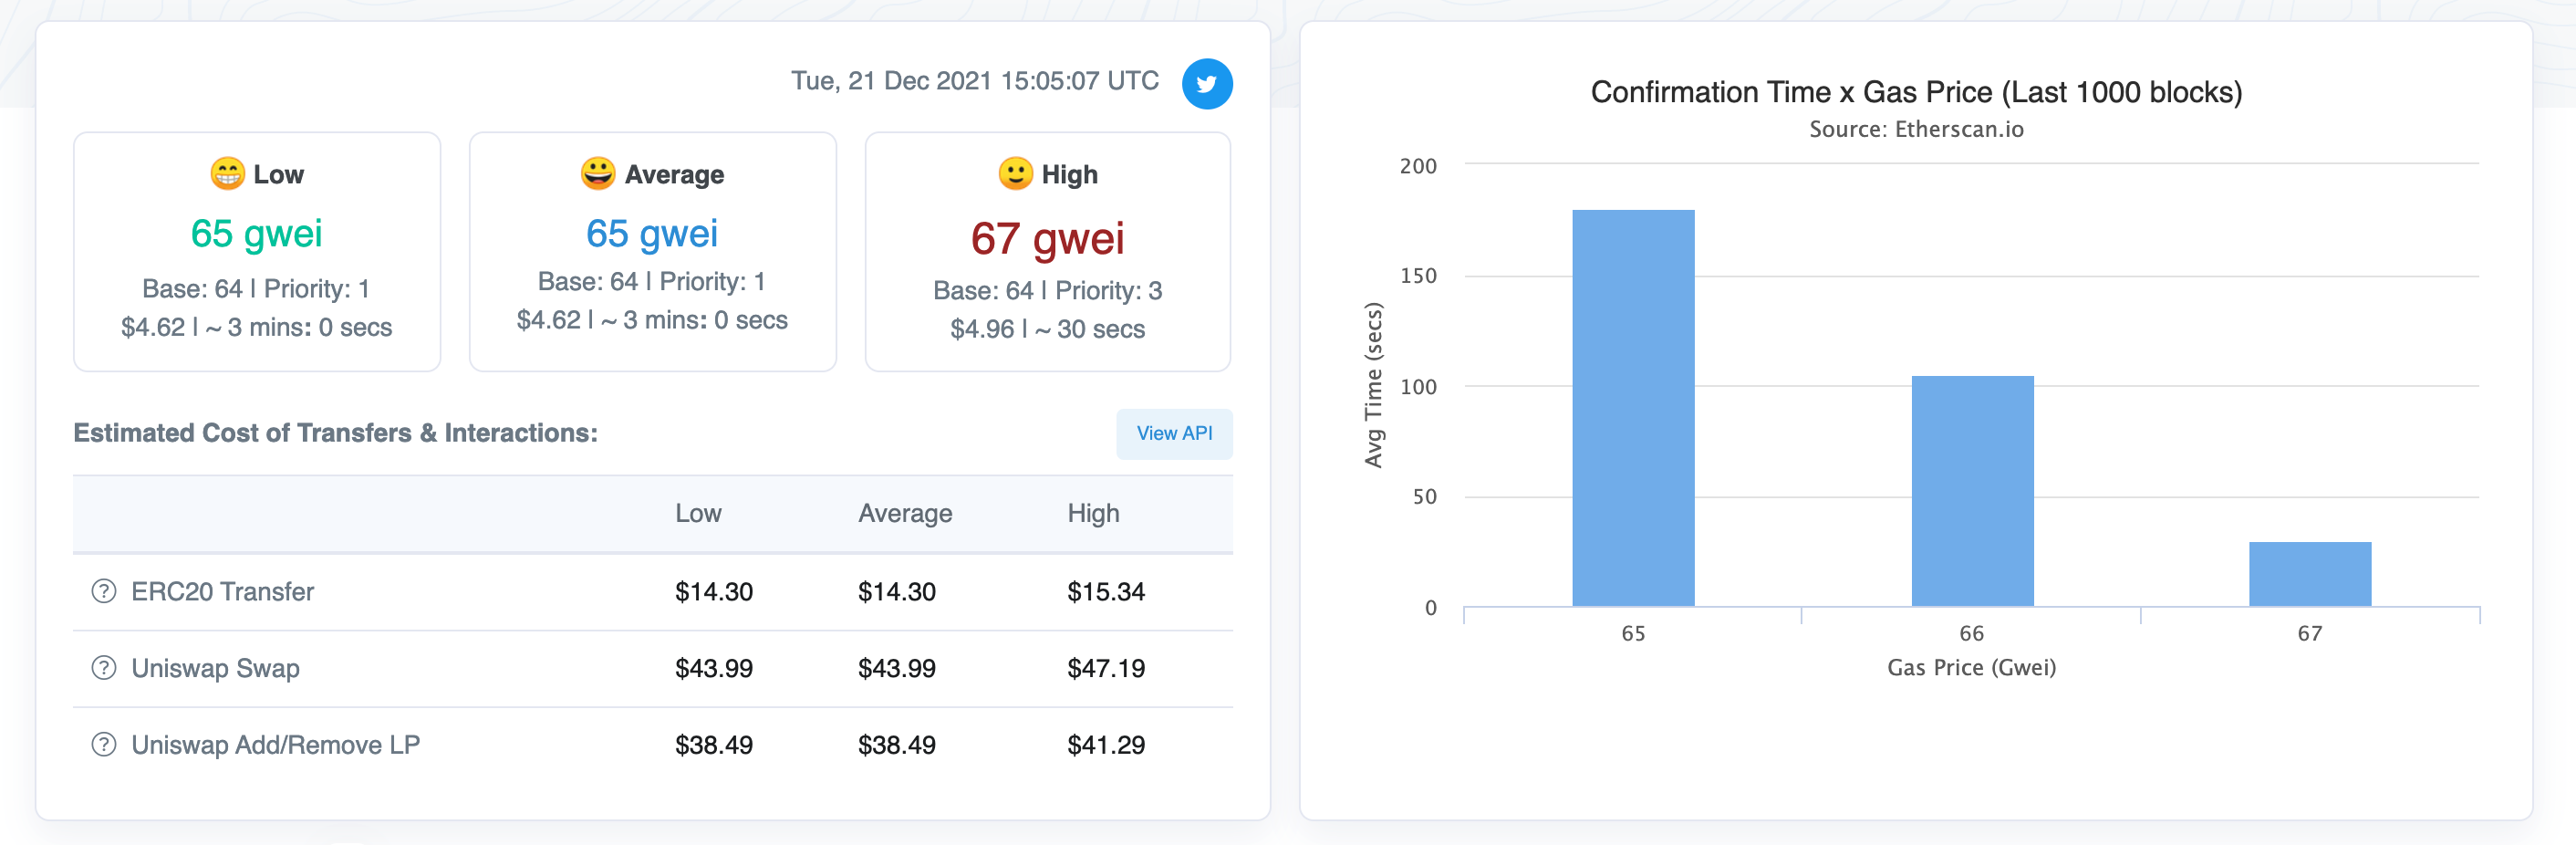 Tue, 21 Dec 2021 15:05:07 UTC
Low
65 gwei
Base: 64 | Priority: 1
$4.62 | ~ 3 mins: 0 secs
Average
65 gwei
Base: 64 | Priority: 1
$4.62 | ~ 3 mins: 0 secs
High
67 gwei
Base: 64 | Priority: 3
$4.96 | ~ 30 secs
Estimated Cost of Transfers & Interactions:
View API
Low Average High
ERC20 Transfer $14.30 $14.30 $15.34
Uniswap Swap $43.99 $43.99 $47.19
Uniswap Add/Remove LP $38.49 $38.49 $41.29
Confirmation Time x Gas Price (Last 1000 blocks)
Source: Etherscan.io
Avg Time (secs)
200
150
100
50
0
65 66 67
Gas Price (Gwei)